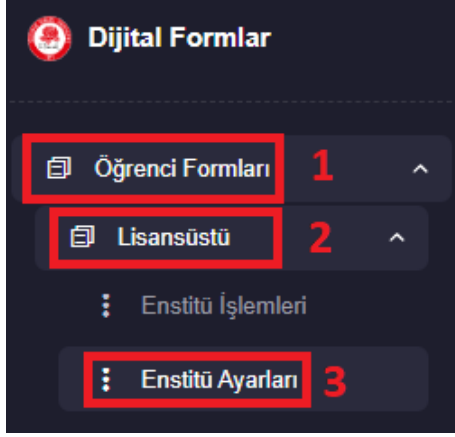 Dijital Formlar
Öğrenci Formları 1
Lisansüstü 2
Enstitü İşlemleri
Enstitü Ayarları 3